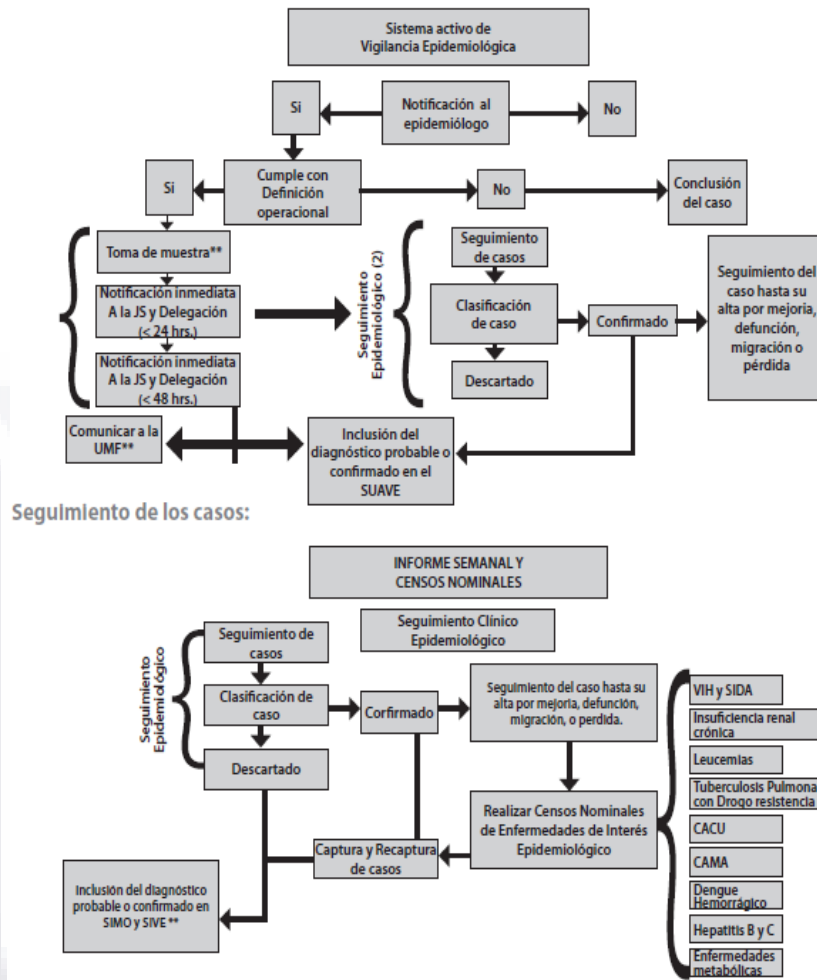 Sistema activo de
Vigilancia Epidemiológica
Si
Notificación al
epidemiólogo
No
Si
Cumple con
Definición
operacional
No
Conclusión
del caso
Toma de muestra**
Notificación inmediata
A la JS y Delegación
(< 24 hrs.)
Notificación inmediata
A la JS y Delegación
(< 48 hrs.)
Seguimiento
Epidemiológico (2)
Seguimiento
de casos
Clasificación
de caso
Descartado
Confirmado
Seguimiento del
caso hasta su
alta por mejoria,
defunción,
migración o
pérdida
Comunicar a la
UMF**
Inclusión del
diagnóstico probable o
confirmado en el
SUAVE
Seguimiento de los casos:
INFORME SEMANAL Y
CENSOS NOMINALES
Seguimiento Clínico
Epidemiológico
Seguimiento
Epidemiológico
Seguimiento de
casos
Clasificación de
caso
Descartado
Confirmado
Seguimiento del caso hasta su
alta por mejoria, defunción,
migración, o perdida.
Realizar Censos Nominales
de Enfermedades de Interés
Epidemiológico
Captura y Recaptura
de casos
Inclusión del diagnóstico
probable o confirmado en
SIMO y SIVE **
VIH y SIDA
Insuficiencia renal
crónica
Leucemias
Tuberculosis Pulmona
con Drogo resistencia
CACU
CAMA
Dengue
Hemorrágico
Hepatitis B y C
Enfermedades
metabólicas